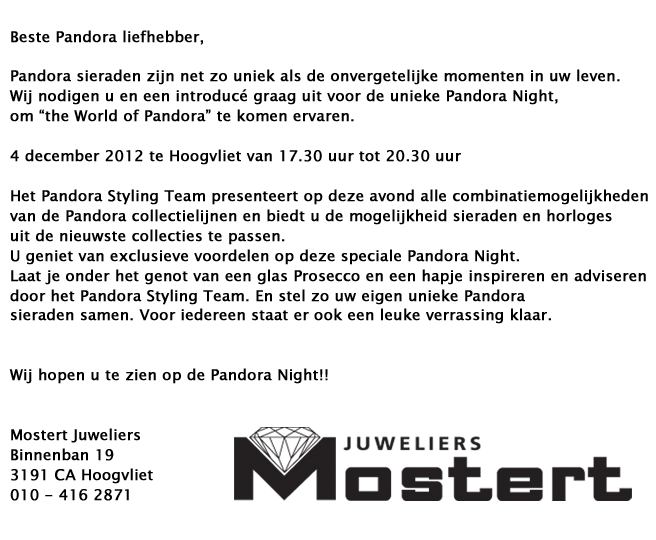 Beste Pandora liefhebber,
Pandora sieraden zijn net zo uniek als de onvergetelijke momenten in uw leven.
Wij nodigen u en een introducé graag uit voor de unieke Pandora Night,
om “the World of Pandora” te komen ervaren.
4 december 2012 te Hoogvliet van 17.30 uur tot 20.30 uur
Het Pandora Styling Team presenteert op deze avond alle combinatiemogelijkheden
van de Pandora collectielijnen en biedt u de mogelijkheid sieraden en horloges
uit de nieuwste collecties te passen.
U geniet van exclusieve voordelen op deze speciale Pandora Night.
Laat je onder het genot van een glas Prosecco en een hapje inspireren en adviseren
door het Pandora Styling Team. En stel zo uw eigen unieke Pandora
sieraden samen. Voor iedereen staat er ook een leuke verrassing klaar.
Wij hopen u te zien op de Pandora Night!!
Mostert Juweliers
Binnenban 19
3191 CA Hoogvliet
010 - 416 2871
JUWELIERS
Mostert